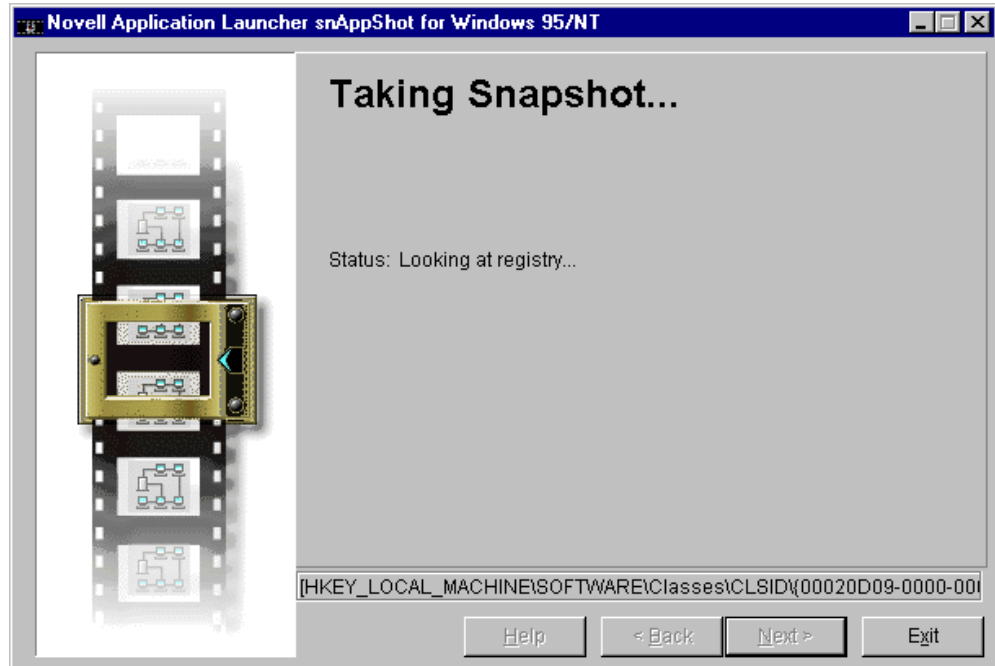 Novell Application Launcher snAppShot for Windows 95/NT
Taking Snapshot...
Status: Looking at registry...
[HKEY_LOCAL_MACHINE\SOFTWARE\Classes\CLSID\{00020D09-0000-00
Help < Back Next > Exit